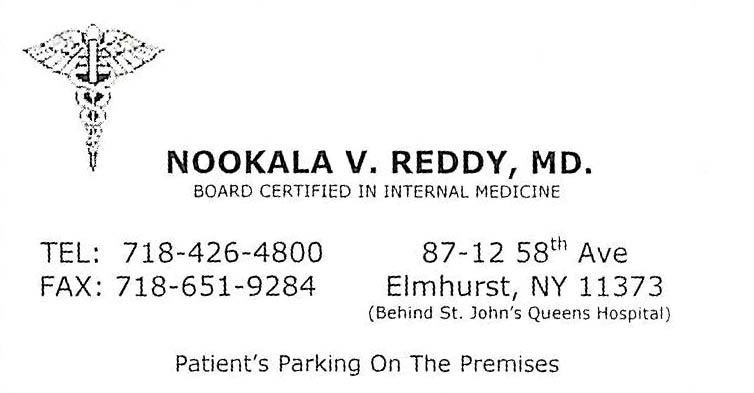 NOOKALA V. REDDY, MD.
BOARD CERTIFIED IN INTERNAL MEDICINE
TEL: 718-426-4800
FAX: 718-651-9284
87-12 58th Ave
Elmhurst, NY 11373
(Behind St. John's Queens Hospital)
Patient's Parking On The Premises